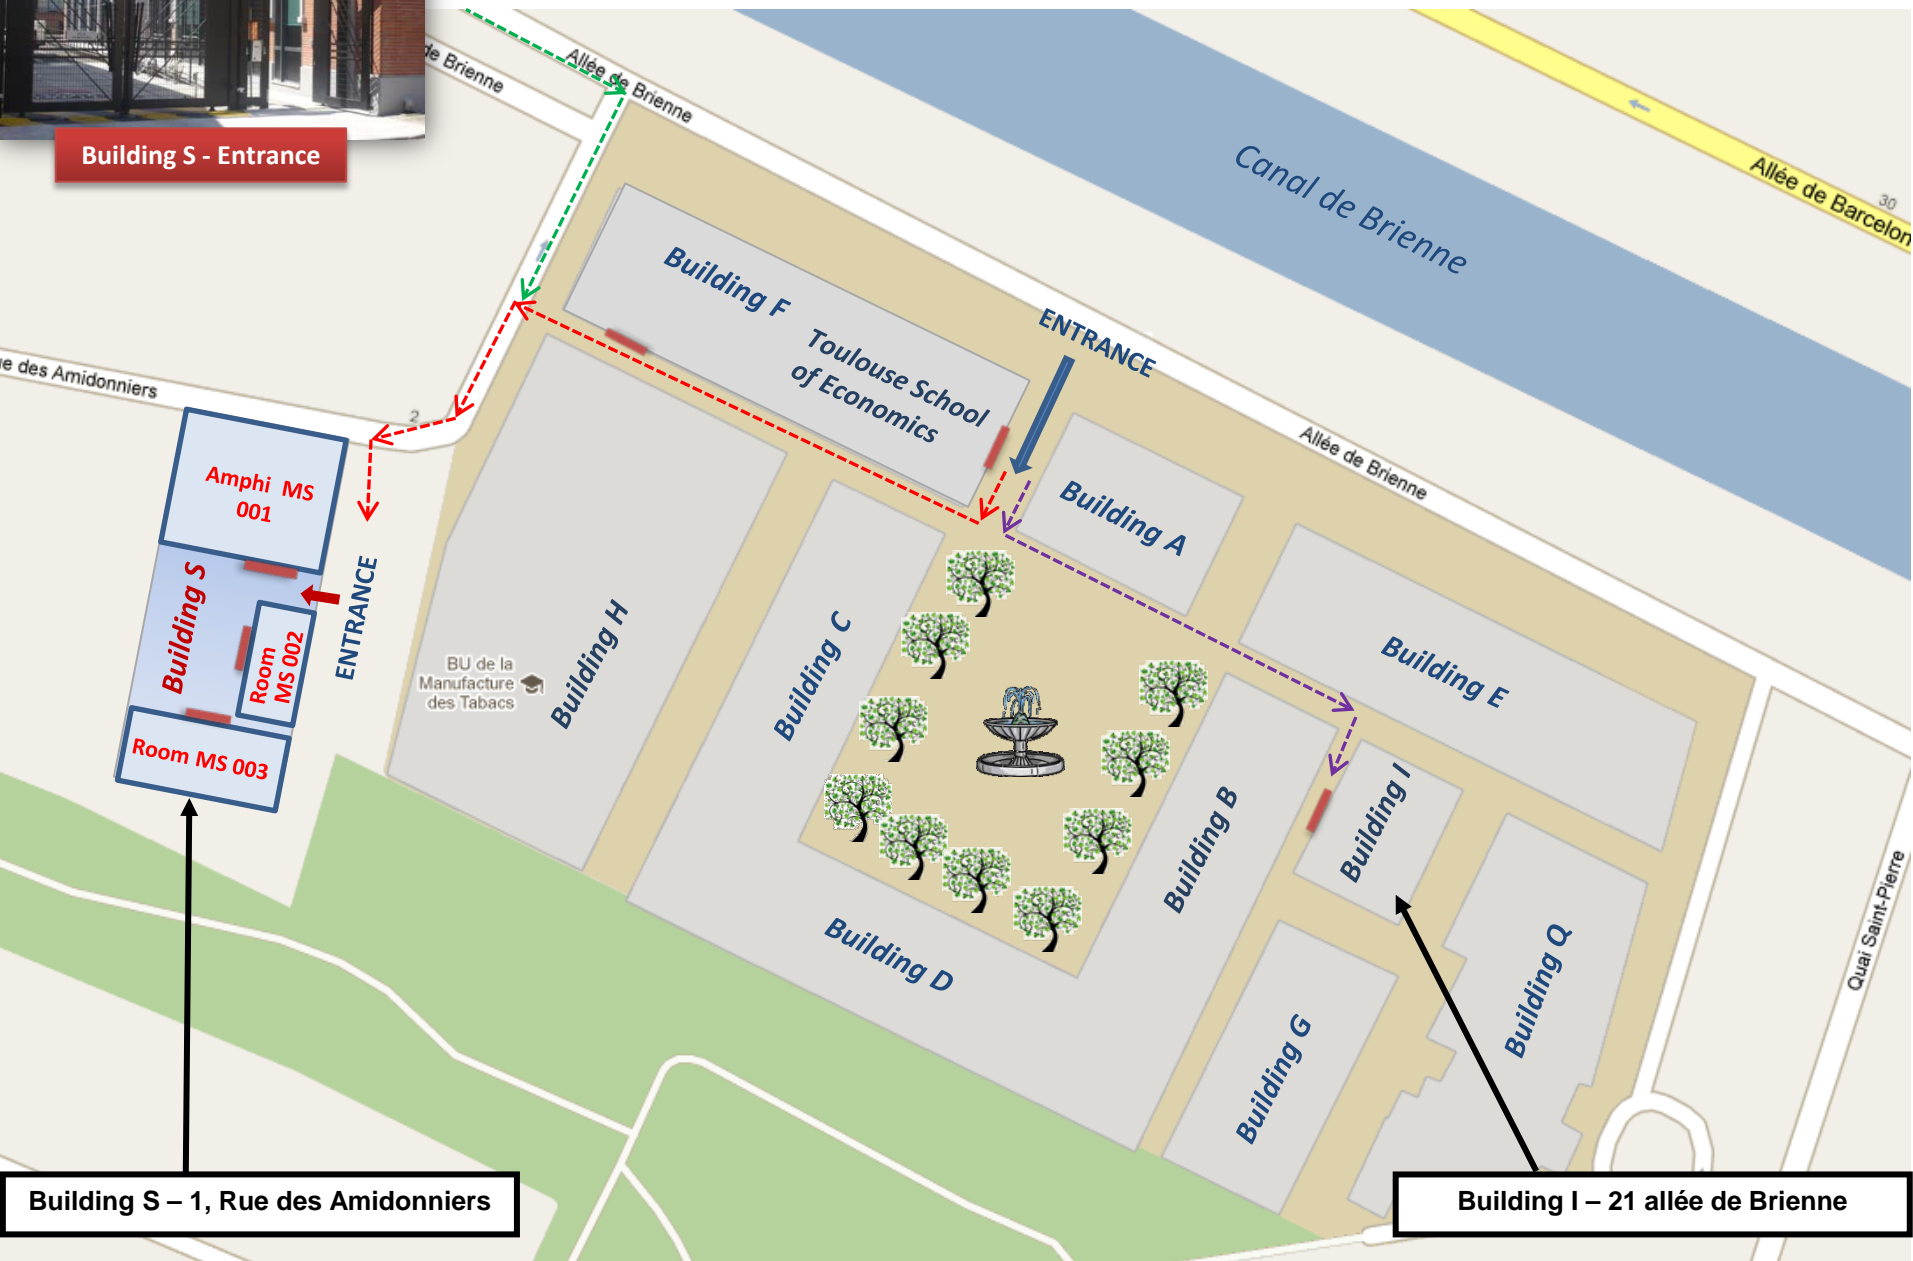 de Brienne
Allée de Brienne
Building S - Entrance
Canal de Brienne
30
Allée de Barcelon
Building F
Toulouse School
of Economics
ENTRANCE
Allée de Brienne
ue des Amidonniers
2
Amphi MS
001
Building A
Building S
ENTRANCE
Room
MS 002
Room MS 003
BU de la
Manufacture
des Tabacs
Building H
Building C
Building E
Building B
Building I
Building D
Building G
Building Q
Quai Saint-Pierre
Building S – 1, Rue des Amidonniers
Building I – 21 allée de Brienne